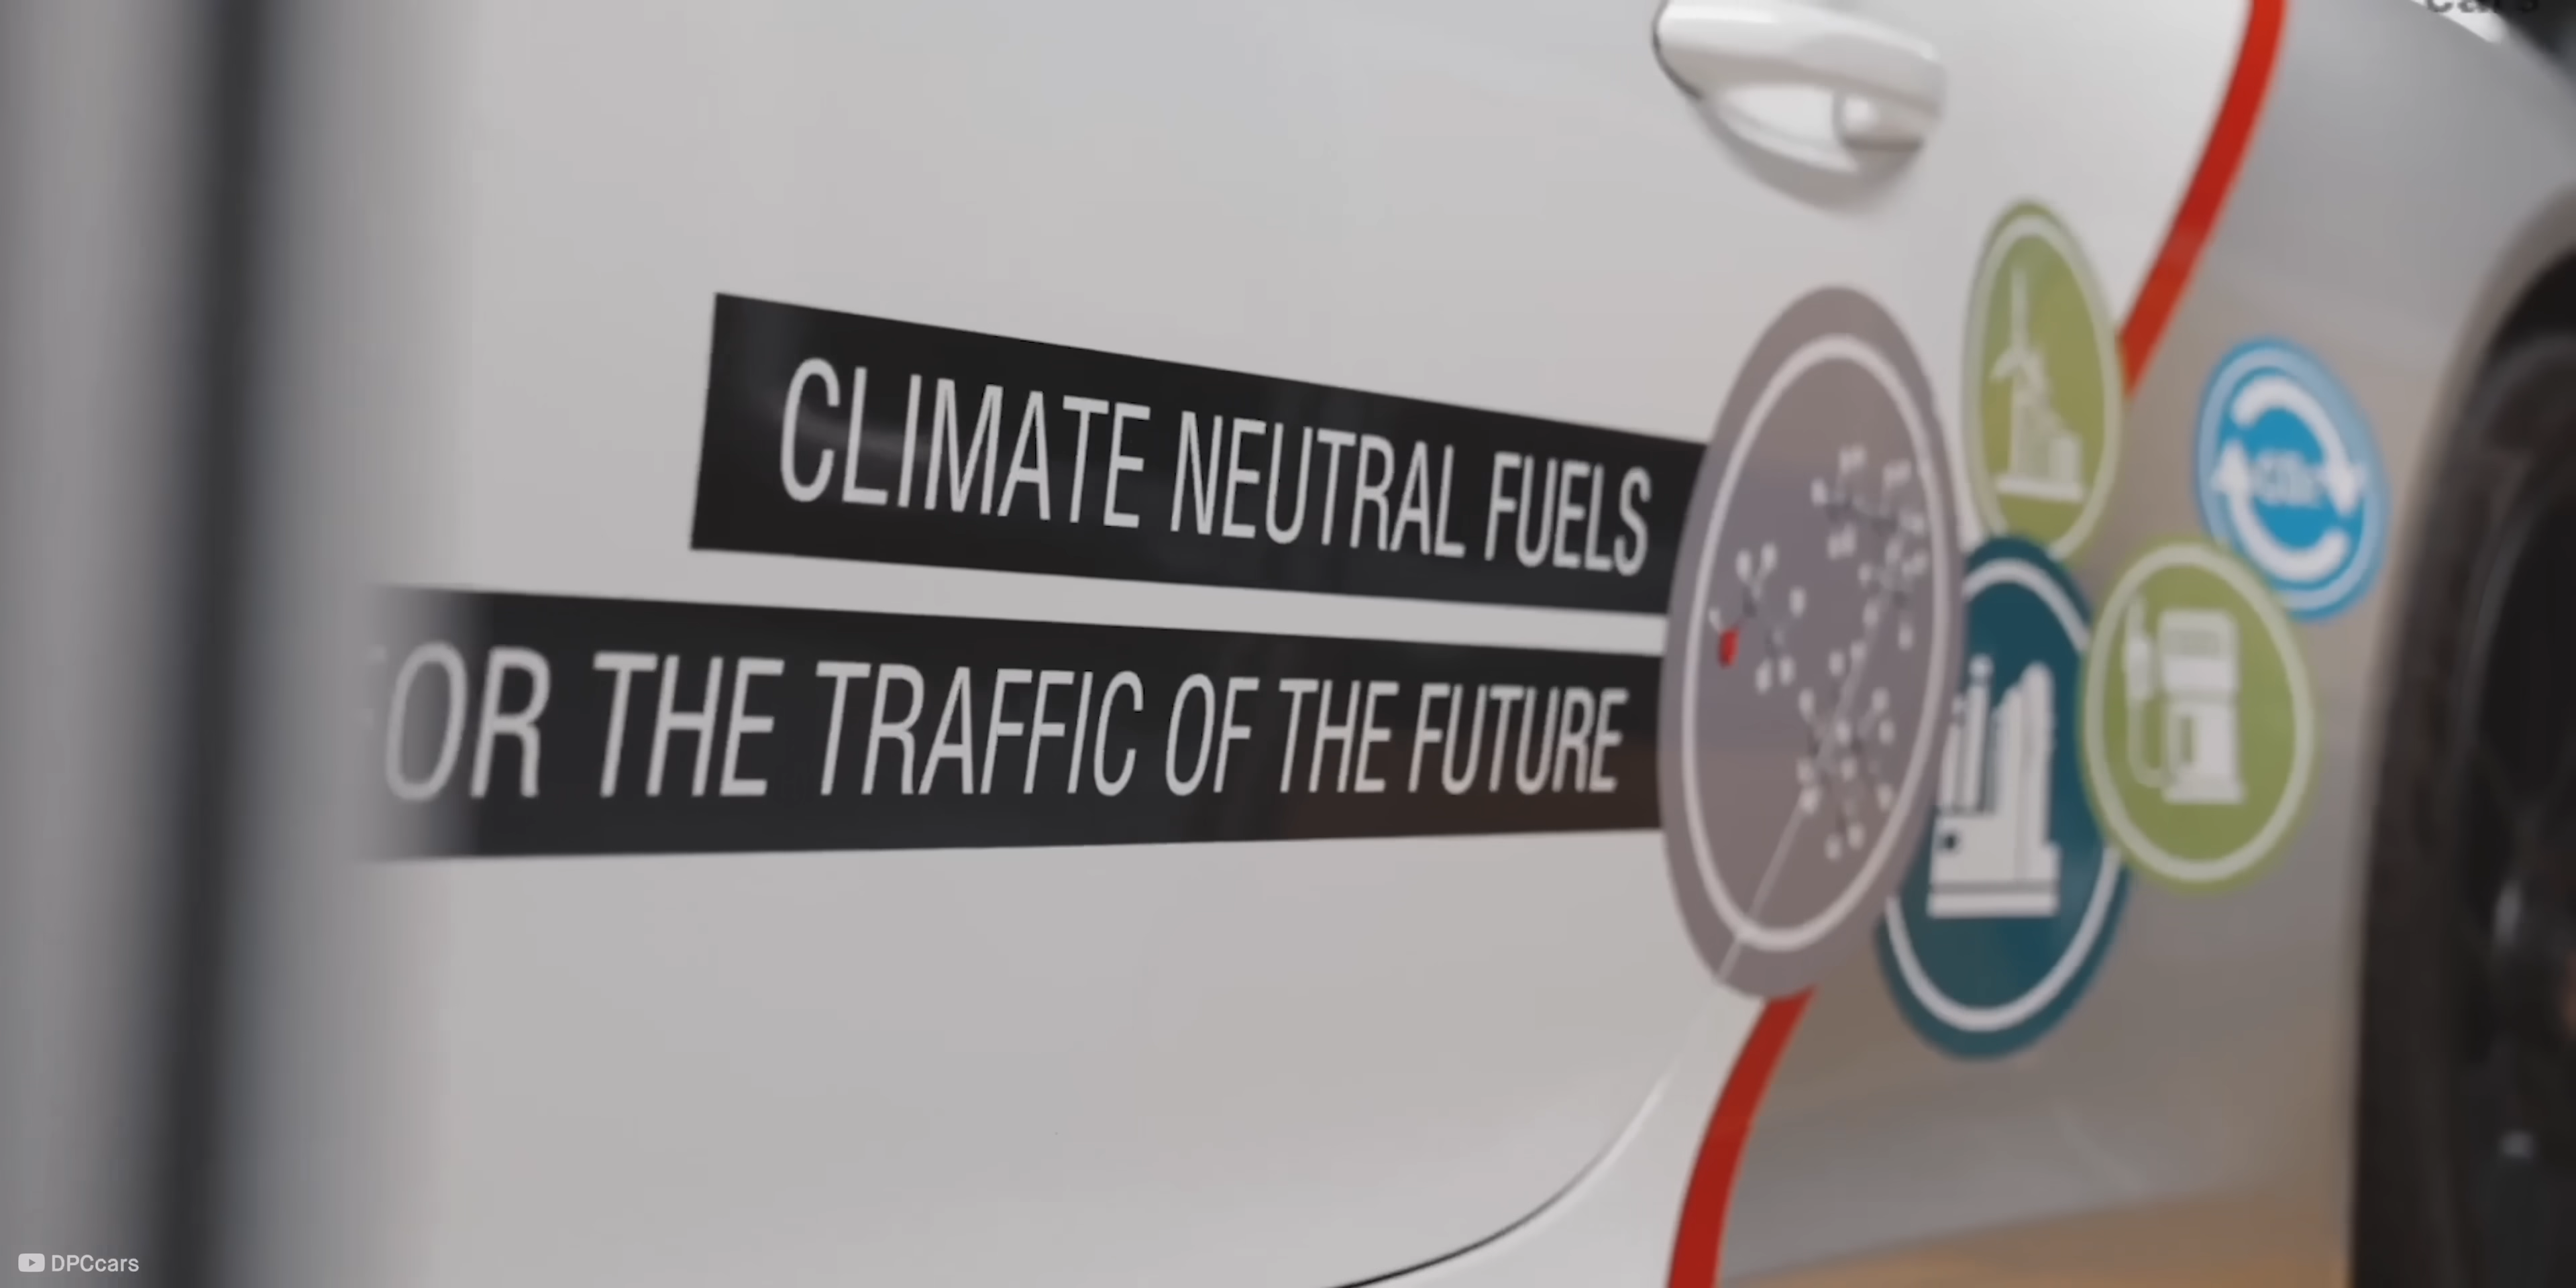 CLIMATE NEUTRAL FUELS
OR THE TRAFFIC OF THE FUTURE
DPCcars